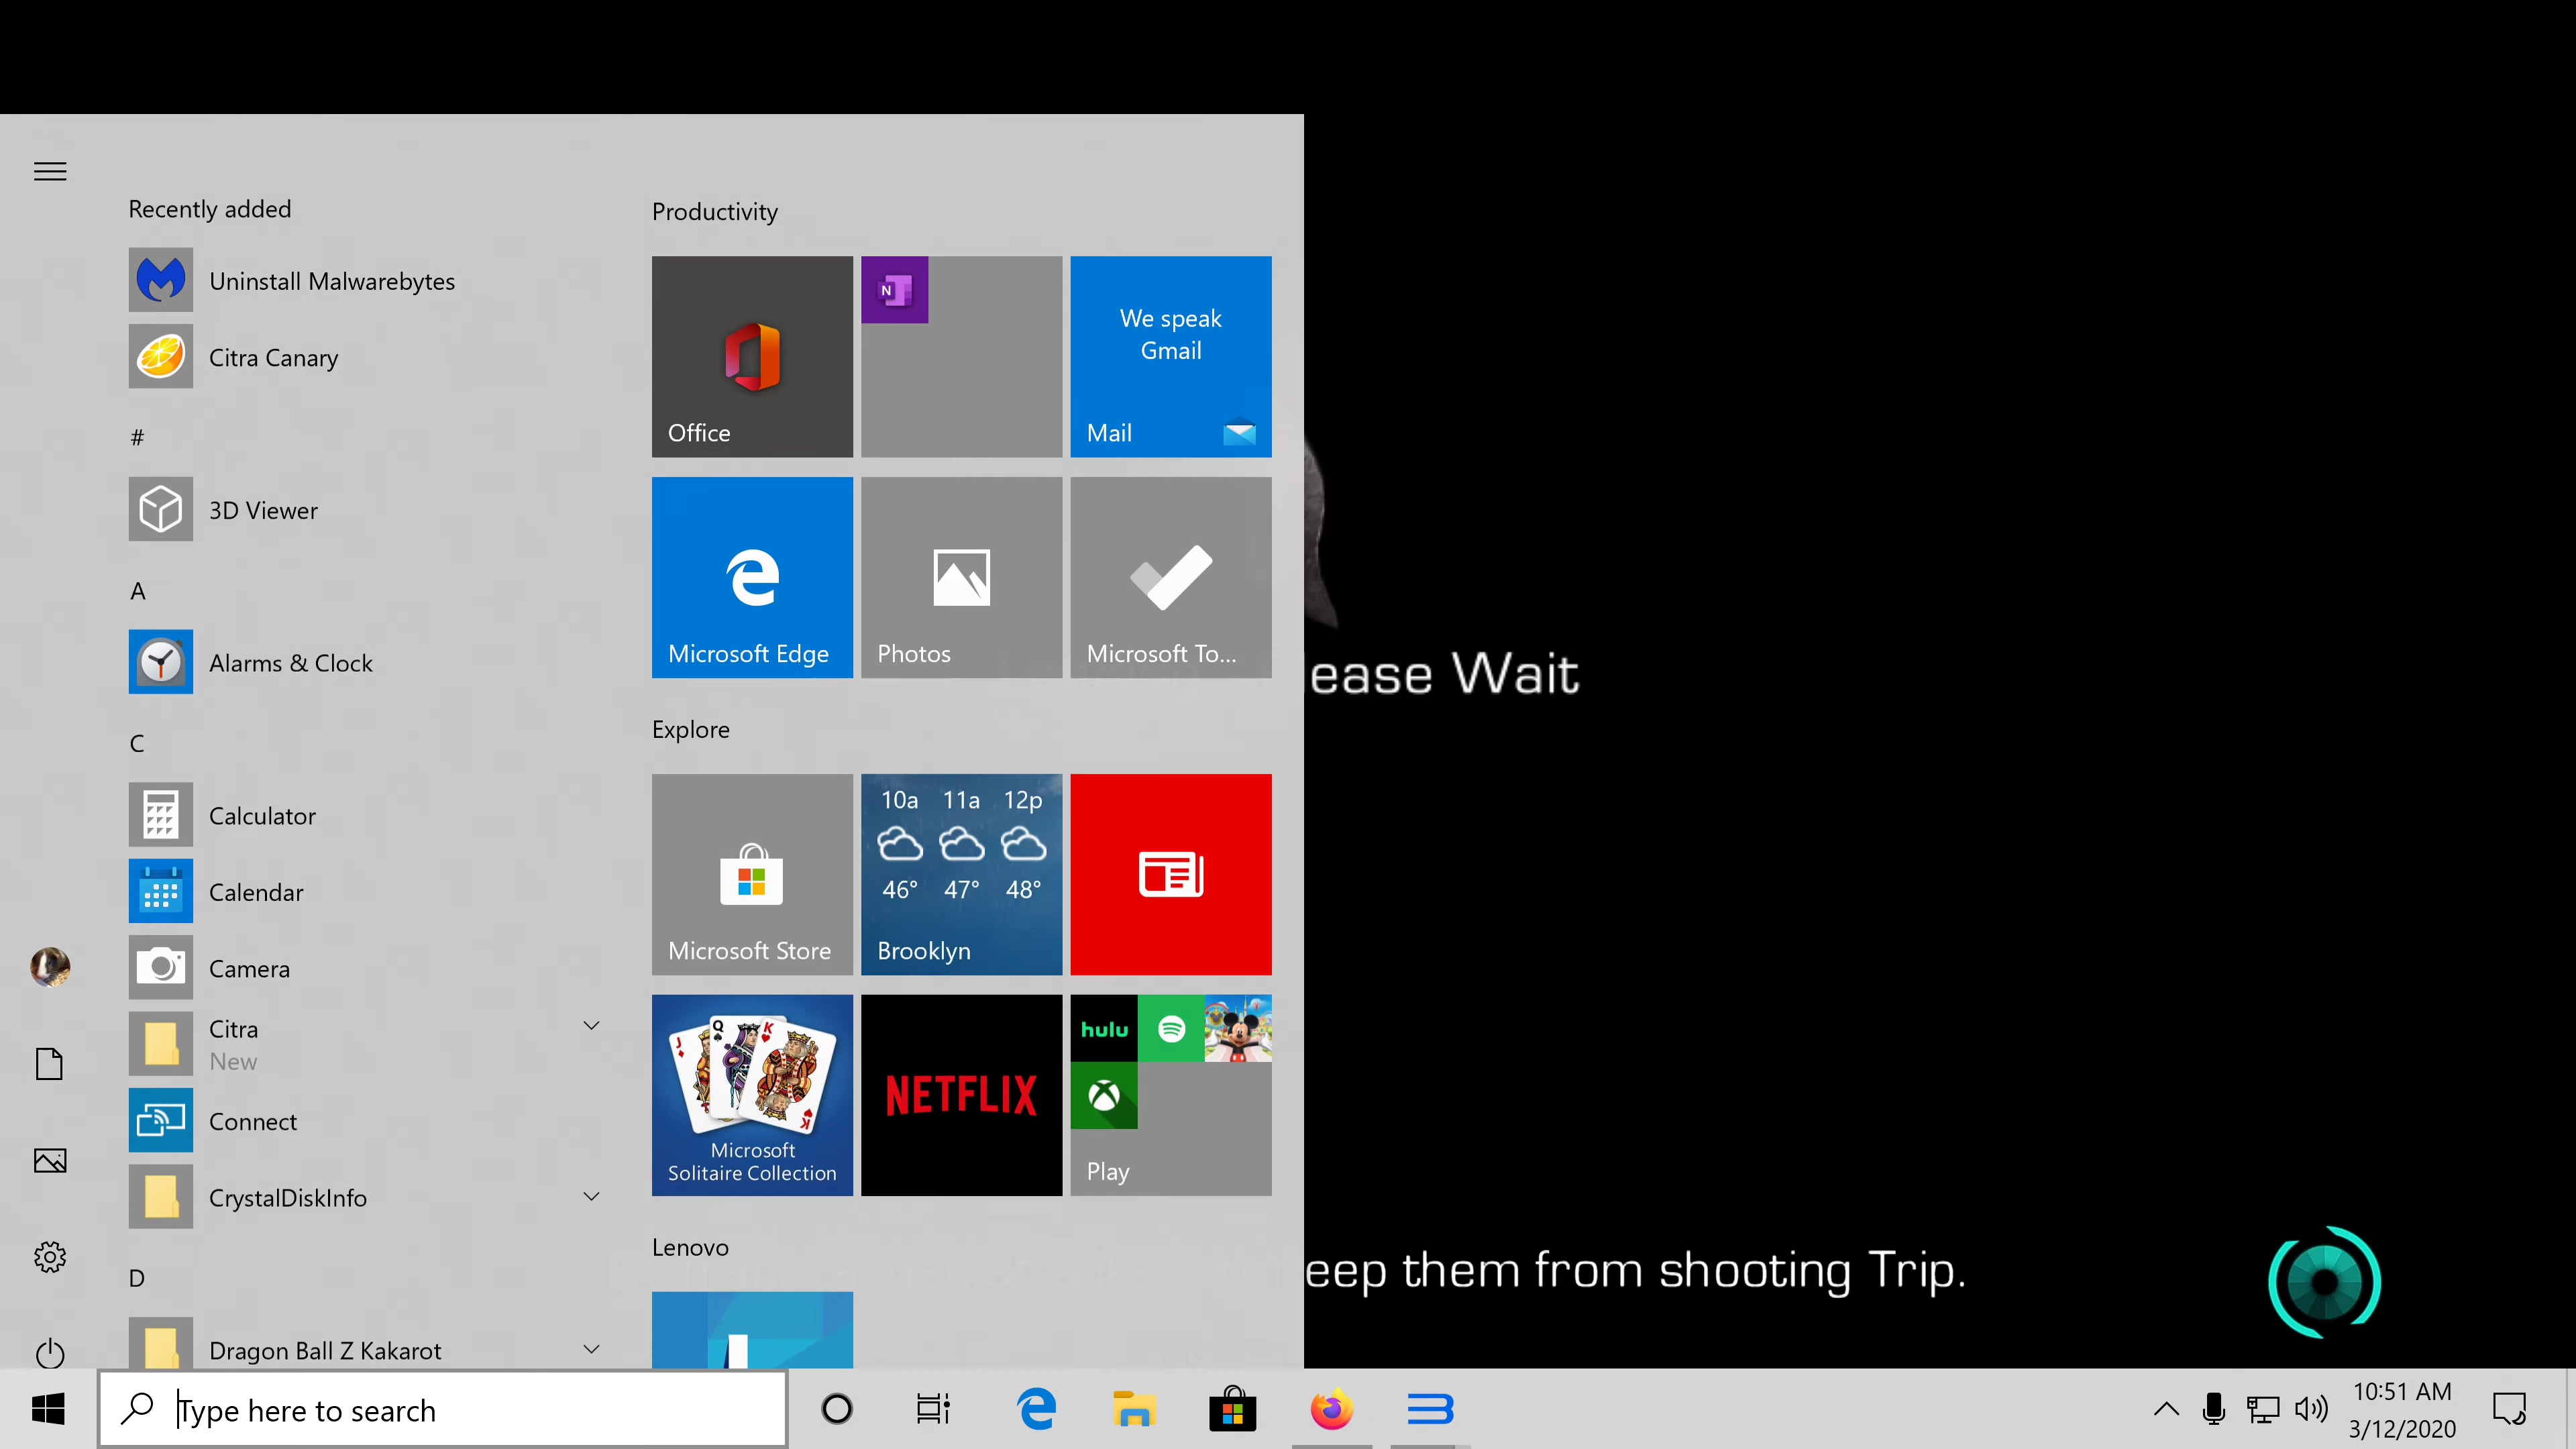 Recently added
Uninstall Malwarebytes
Citra Canary
#
3D Viewer
A
Alarms & Clock
C
Calculator
Calendar
Camera
Citra
New
Connect
CrystalDiskInfo
D
Dragon Ball Z Kakarot
Productivity
Office
N
We speak
Gmail
Mail
Microsoft Edge
Photos
Microsoft To...
Explore
Microsoft Store
10a 11a 12p
46° 47° 48°
Brooklyn
J Q K
K
Microsoft
Solitaire Collection
NETFLIX
hulu
Play
Lenovo
ease Wait
eep them from shooting Trip.
Type here to search
10:51 AM
3/12/2020